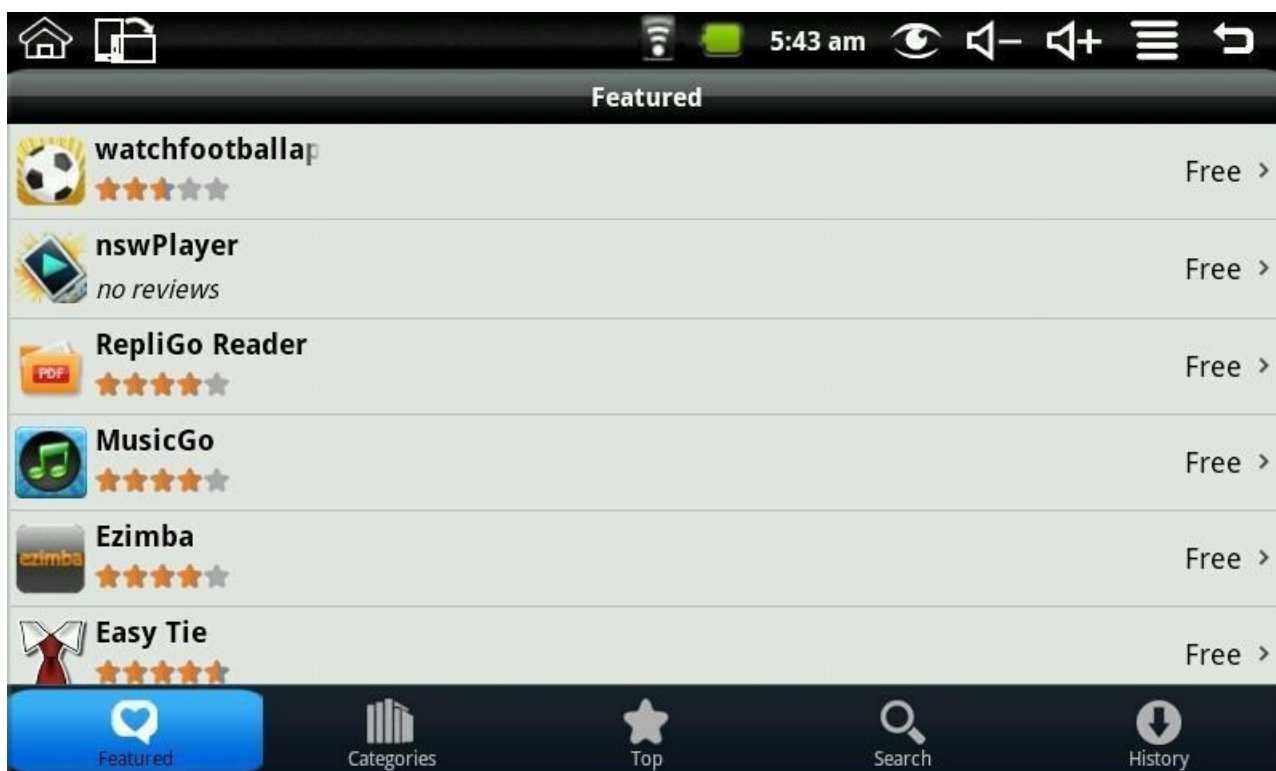 5:43 am
Featured
watchfootballap
Free
nswPlayer
no reviews
Free
RepliGo Reader
PDF
Free
MusicGo
Free
Ezimba
ezimba
Free
Easy Tie
Free
Featured
Categories
Top
Search
History